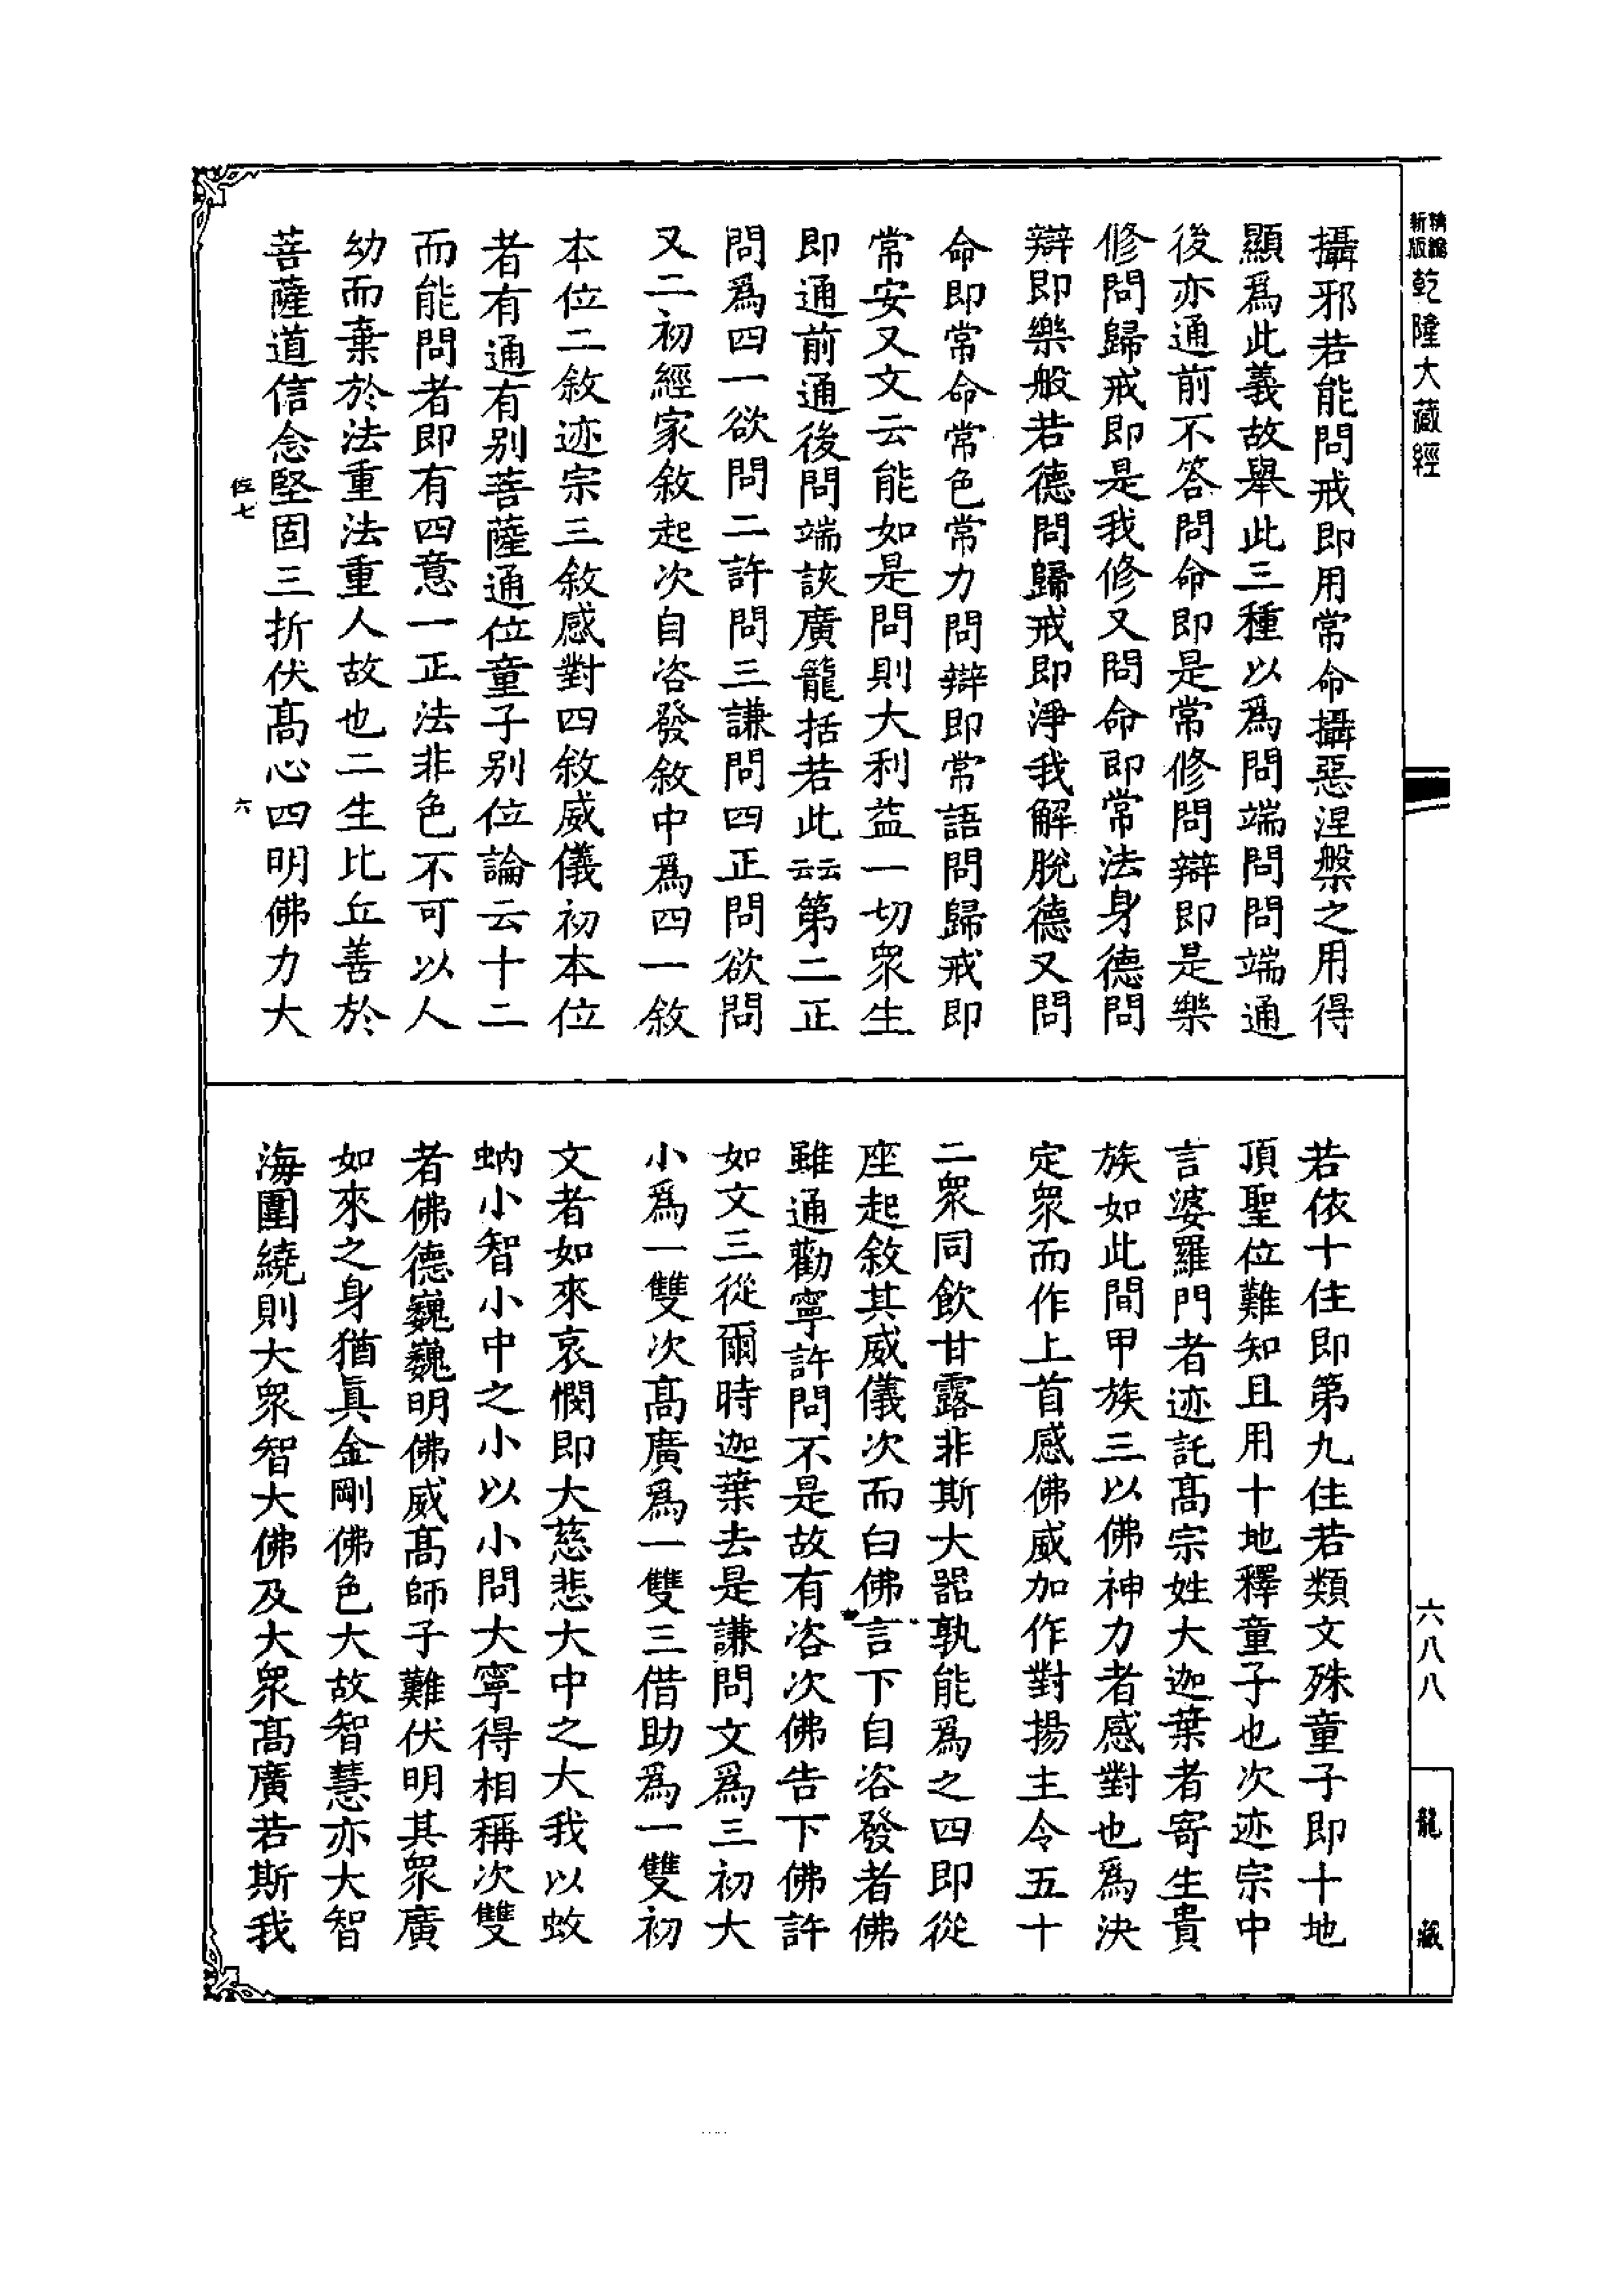 精編新版乾隆大藏經
攝邪若能問戒即用常命攝惡涅槃之用得
顯爲此義故舉此三種以爲問端問問端通
後亦通前不答問命即是常修問辯即是樂
修問歸戒即是我修又問命即常法身德問
辯即樂般若德問歸戒即淨我解脫德又問
命即常命常色常力問辯即常語問歸戒即
常安又文云能如是問則大利益一切衆生
即通前通後問端該廣籠括若此云云第二正
問爲四一欲問二許問三謙問四正問欲問
又二初經家敘起次自咨發敘中爲四一敘
本位二敘迹宗三敘感對四敘威儀初本位
者有通有别菩薩通位童子别位論云十二
而能問者即有四意一正法非色不可以人
幼而棄於法重法重人故也二生比丘善於
菩薩道信念堅固三折伏髙心四明佛力大
佐七
六
若依十住即第九住若類文殊童子即十地
頂聖位難知且用十地釋童子也次迹宗中
言婆羅門者迹託髙宗姓大迦葉者寄生貴
族如此間甲族三以佛神力者感對也爲決
定衆而作上首感佛威加作對揚主令五十
二衆同飲甘露非斯大器孰能爲之四即從
座起敘其威儀次而白佛言下自咨發者佛
雖通勸寧許問不是故有咨次佛告下佛許
如文三從爾時迦葉去是謙問文爲三初大
小爲一雙次髙廣爲一雙三借助爲一雙初
文者如來哀憫即大慈悲大中之大我以蚊
蚋小智小中之小以小問大寧得相稱次雙
者佛德巍巍明佛威髙師子難伏明其衆廣
如來之身猶眞金剛佛色大故智慧亦大智
海圍繞則大衆智大佛及大衆髙廣若斯我
六八八
龍藏